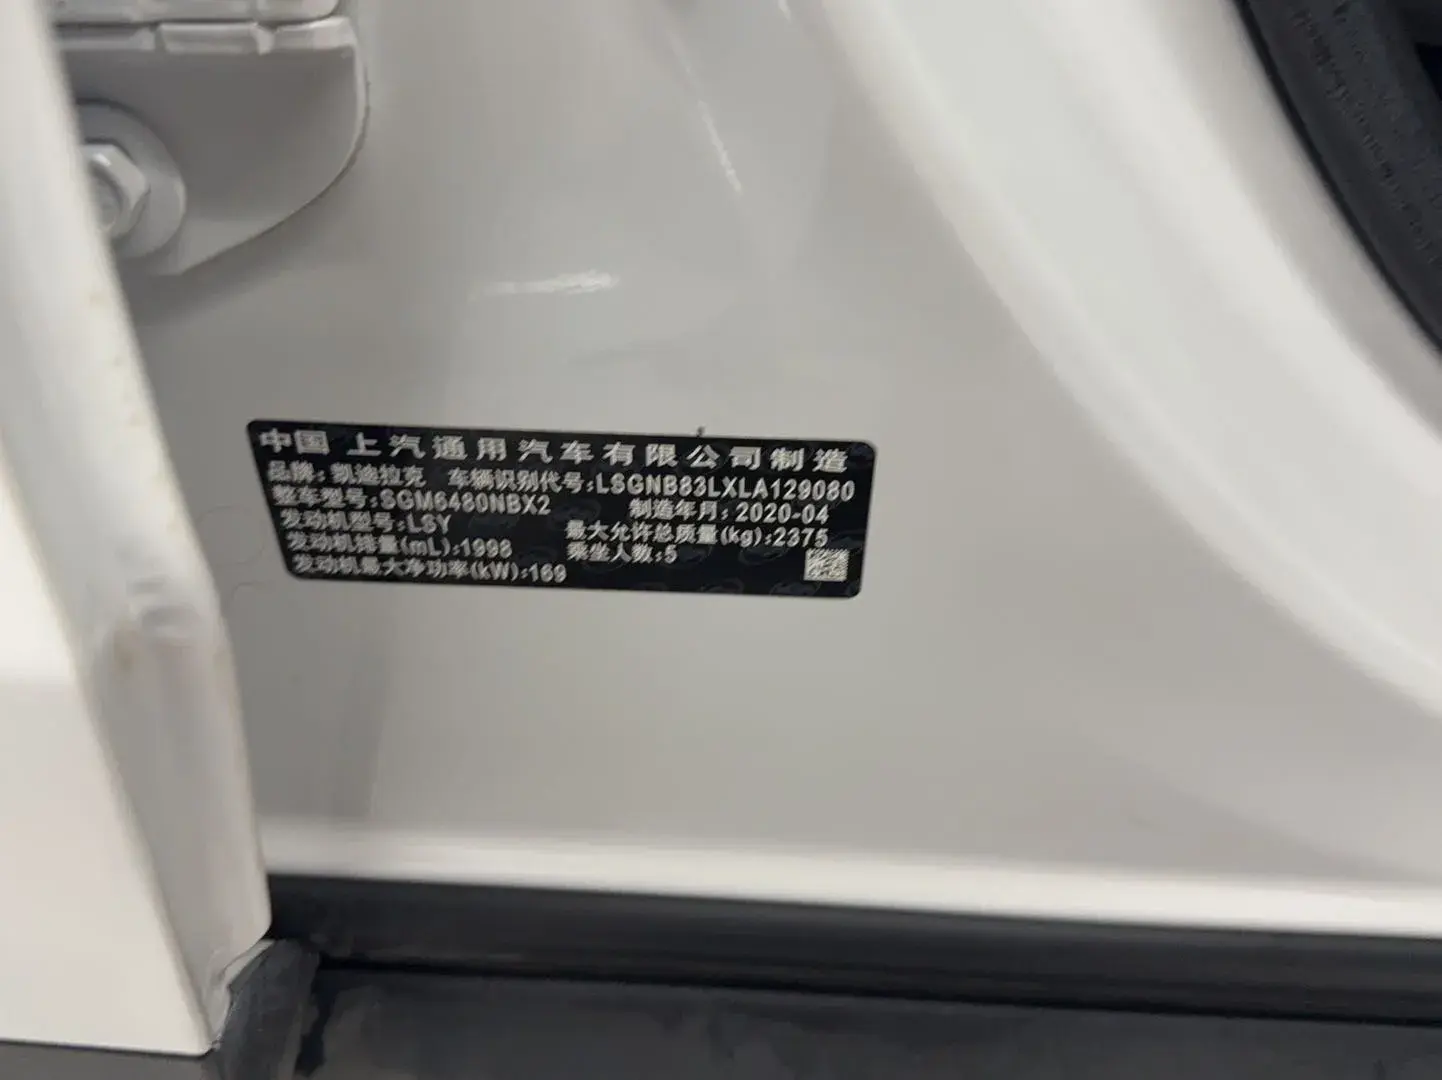 中国 上汽通用汽车有限公司制造
品牌:凯迪拉克 车辆识别代号:LSGNB83LXLA129080
整车型号:SGM6480NBX2 制造年月:2020-04
发动机型号:LSY 最大允许总质量(kg):2375
发动机排量(mL):1998 乘坐人数:5
发动机最大净功率(kW):169